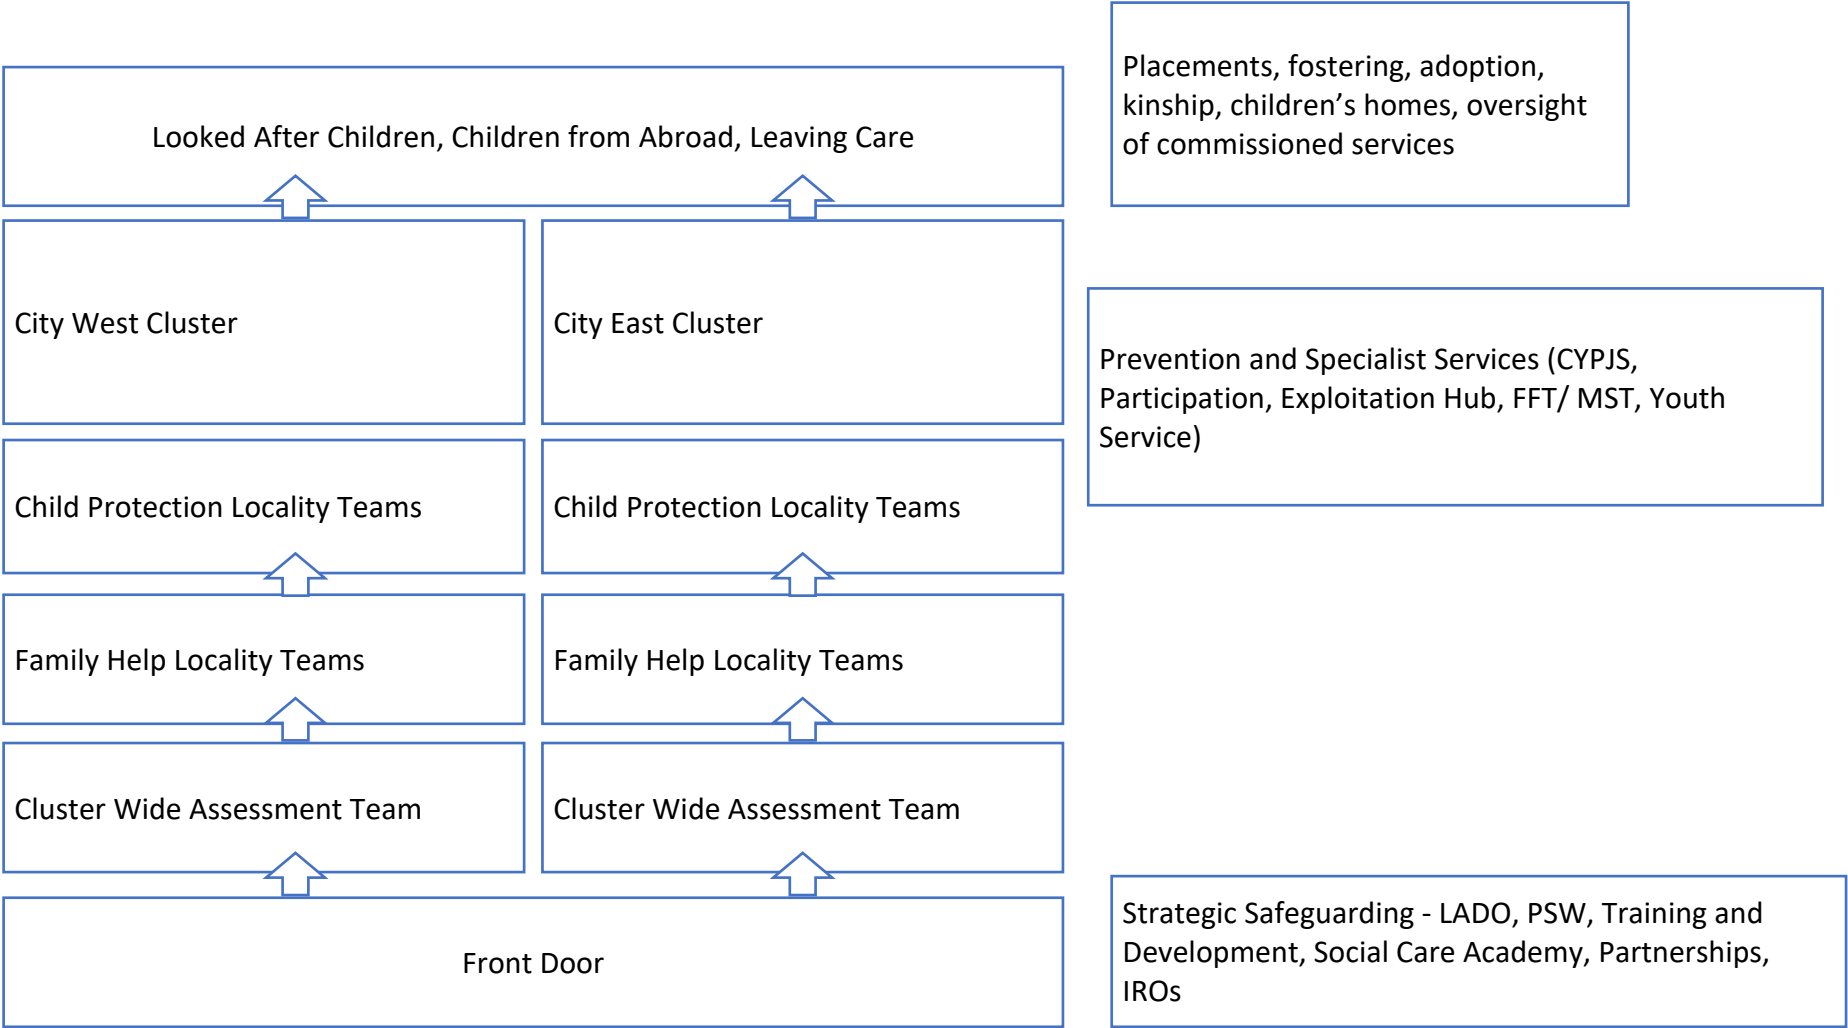 Placements, fostering, adoption,
kinship, children’s homes, oversight
of commissioned services
Looked After Children, Children from Abroad, Leaving Care
City West Cluster
City East Cluster
Prevention and Specialist Services (CYPJS,
Participation, Exploitation Hub, FFT/ MST, Youth
Service)
Child Protection Locality Teams
Child Protection Locality Teams
Family Help Locality Teams
Family Help Locality Teams
Cluster Wide Assessment Team
Cluster Wide Assessment Team
Front Door
Strategic Safeguarding - LADO, PSW, Training and
Development, Social Care Academy, Partnerships,
IROs